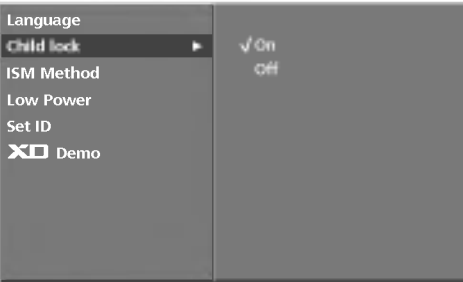 Language
Child lock ►
ISM Method
Low Power
Set ID
XD Demo
√ On
Off